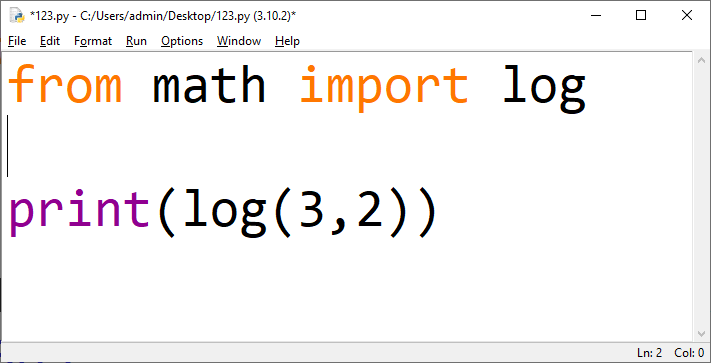 *123.py - C:/Users/admin/Desktop/123.py (3.10.2)*
File Edit Format Run Options Window Help
from math import log
print(log(3,2))
Ln: 2 Col: 0